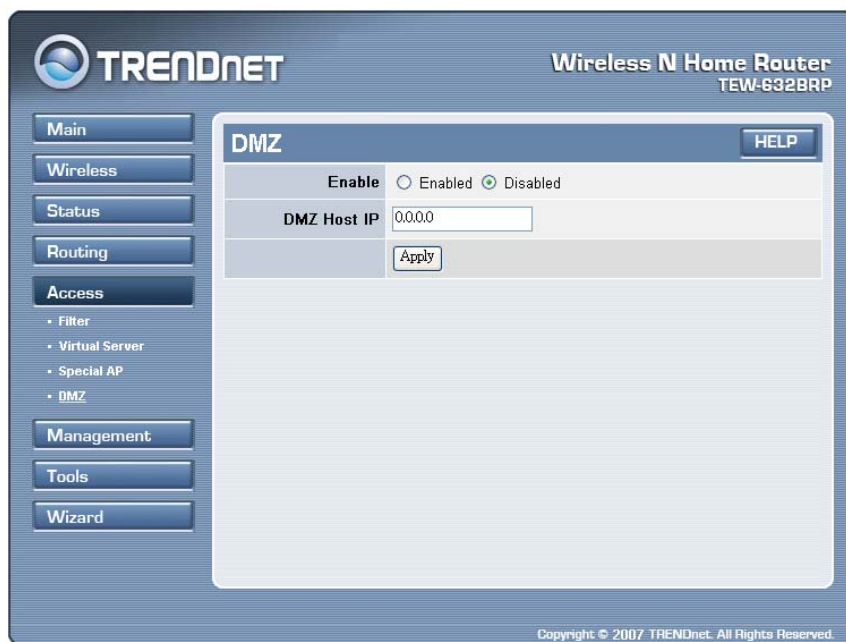 TRENDNET
Wireless N Home Router
TEW-632BRP
Main
Wireless
Status
Routing
Access
• Filter
• Virtual Server
• Special AP
• DMZ
Management
Tools
Wizard
DMZ
HELP
Enable Enabled Disabled
DMZ Host IP 0.0.0.0
Apply
Copyright © 2007 TRENDnet. All Rights Reserved.